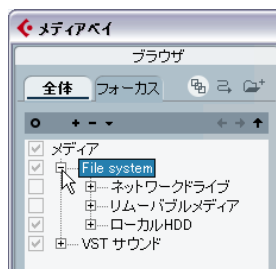 メディアベイ
ブラウザ
全体 フォーカス
メディア
File system
ネットワークドライブ
リムーバブルメディア
ローカルHDD
VST サウンド